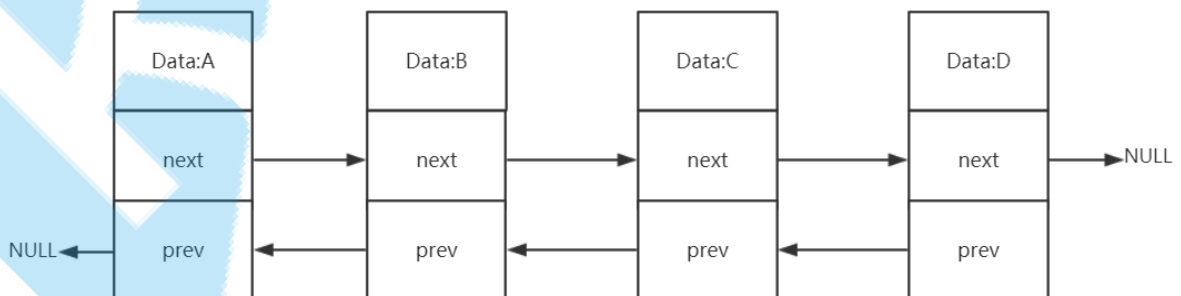 Data:A Data:B Data:C Data:D
next next next next NULL
NULL prev prev prev prev